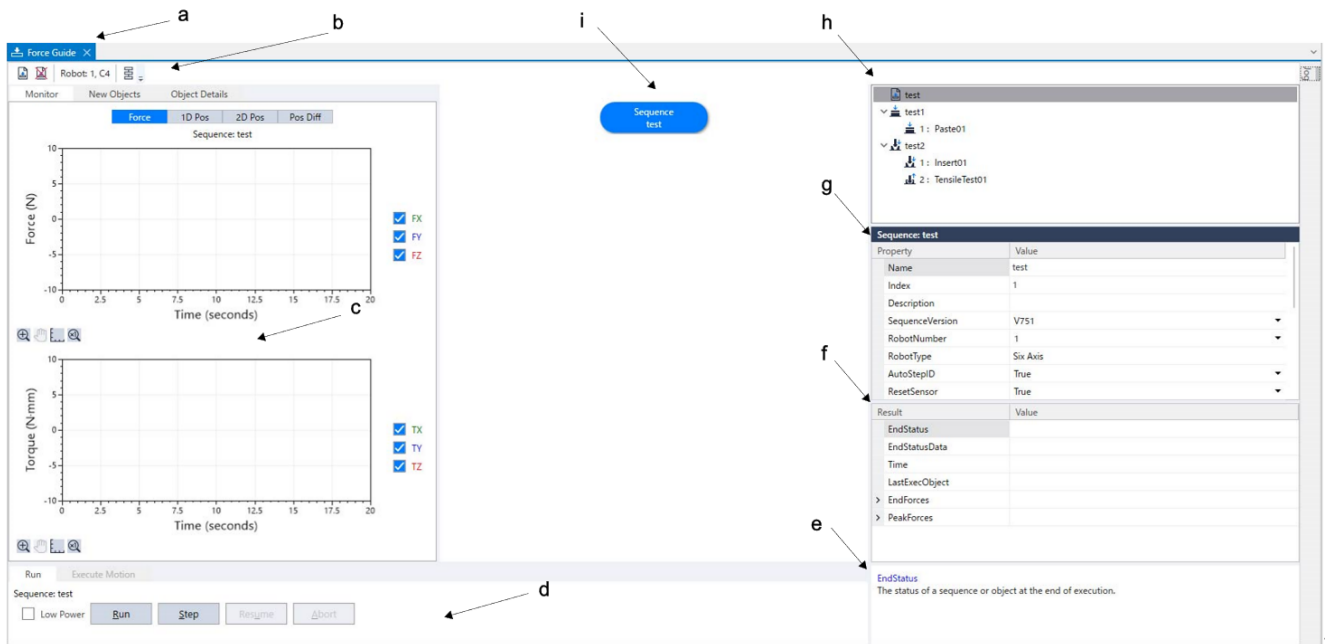 a
b
i
h
Force Guide
Robot: 1, C4
Jog
Monitor New Objects Object Details
Force 1D Pos 2D Pos Pos Diff
Sequence: test
10
5
0
-5
-10
Force (N)
0 2.5 5 7.5 10 12.5 15 17.5 20
Time (seconds)
FX
FY
FZ
c
10
5
0
-5
-10
Torque (N·mm)
0 2.5 5 7.5 10 12.5 15 17.5 20
Time (seconds)
TX
TY
TZ
Run Execute Motion
Sequence: test
Low Power Run Step Resume Abort
d
Sequence
test
test
test1
1 : Paste01
test2
1 : Insert01
2 : TensileTest01
g
Sequence: test
Property Value
Name test
Index 1
Description
SequenceVersion V751
RobotNumber 1
RobotType Six Axis
AutoStepID True
ResetSensor True
f
Result Value
EndStatus
EndStatusData
Time
LastExecObject
EndForces
PeakForces
e
EndStatus
The status of a sequence or object at the end of execution.